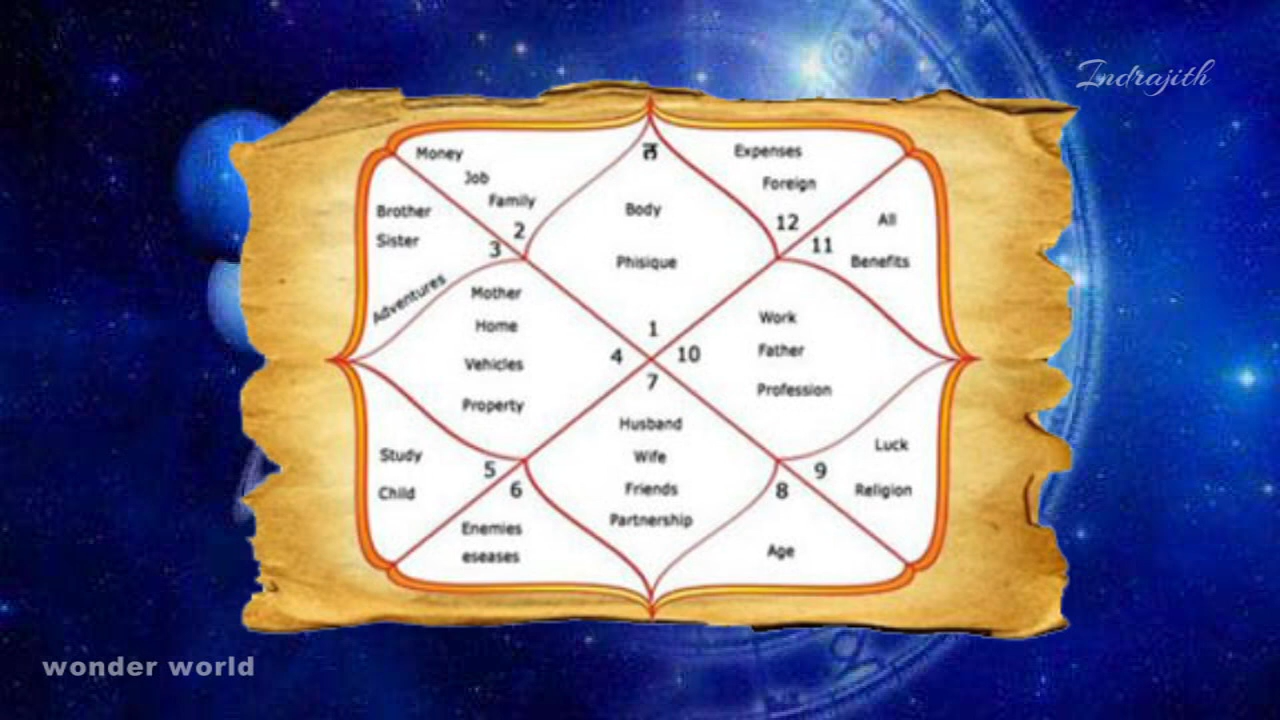 Indrajith
ल
Money
Job
Family
2
Brother
Sister
Adventures
3
Body
Phisique
1
Expenses
Foreign
12
All
Benefits
11
Mother
Home
Vehicles
Property
4
Work
Father
Profession
10
7
Husband
Wife
Friends
Partnership
Study
Child
5
6
Enemies
eseases
8
Age
9
Luck
Religion
wonder world